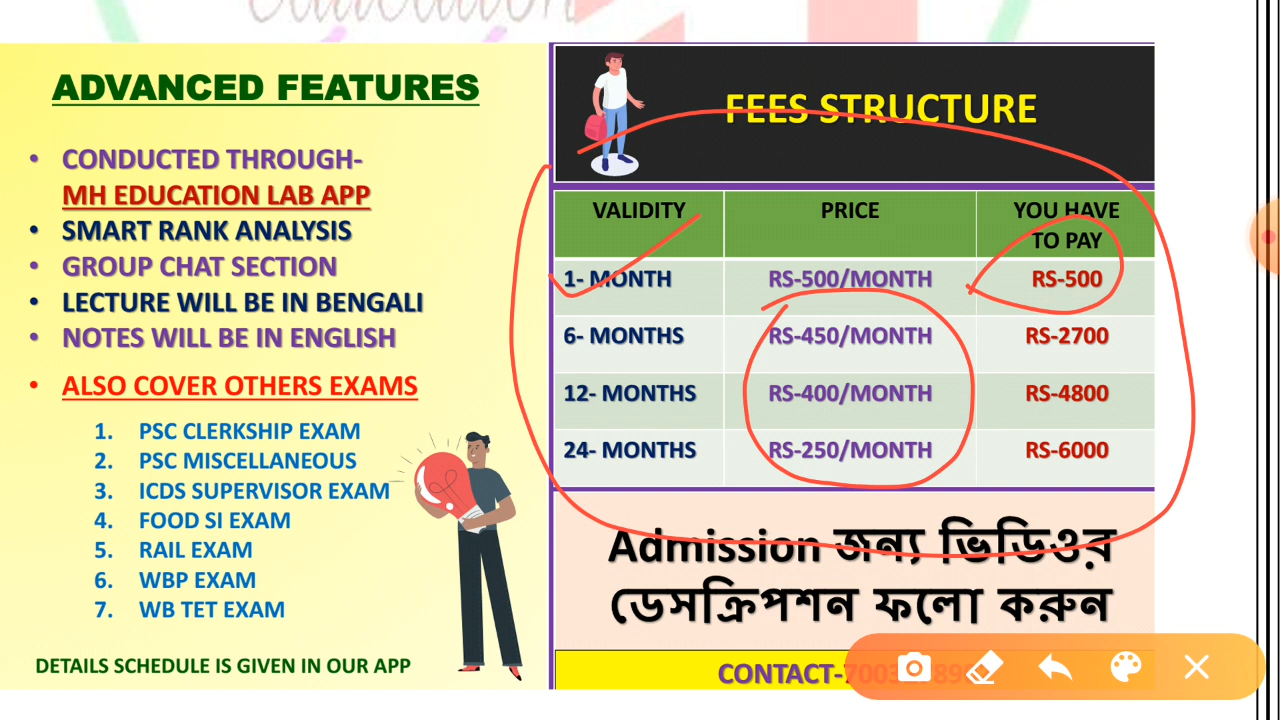 Education
ADVANCED FEATURES
• CONDUCTED THROUGH-
MH EDUCATION LAB APP
• SMART RANK ANALYSIS
• GROUP CHAT SECTION
• LECTURE WILL BE IN BENGALI
• NOTES WILL BE IN ENGLISH
• ALSO COVER OTHERS EXAMS
1. PSC CLERKSHIP EXAM
2. PSC MISCELLANEOUS
3. ICDS SUPERVISOR EXAM
4. FOOD SI EXAM
5. RAIL EXAM
6. WBP EXAM
7. WB TET EXAM
DETAILS SCHEDULE IS GIVEN IN OUR APP
FEES STRUCTURE
VALIDITY PRICE YOU HAVE
TO PAY
1- MONTH RS-500/MONTH RS-500
6- MONTHS RS-450/MONTH RS-2700
12- MONTHS RS-400/MONTH RS-4800
24- MONTHS RS-250/MONTH RS-6000
Admission জন্য ভিডিওর
ডেসক্রিপশন ফলো করুন
CONTACT-